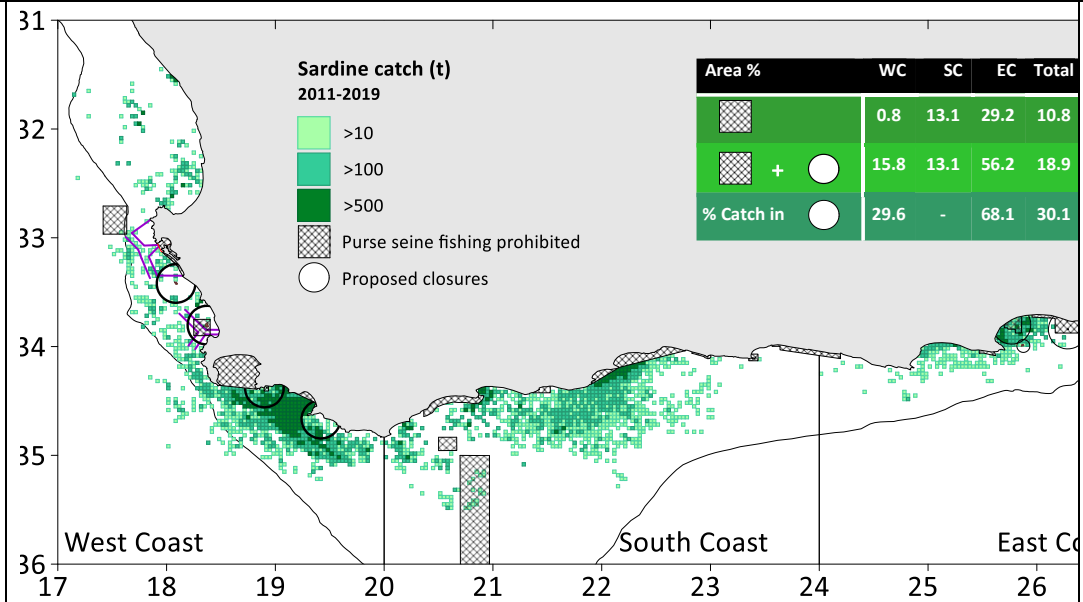 31
32
33
34
35
36
17
18
19
20
21
22
23
24
25
26
Sardine catch (t)
2011-2019
>10
>100
>500
Purse seine fishing prohibited
Proposed closures
Area % WC SC EC Total
0.8 13.1 29.2 10.8
+ 15.8 13.1 56.2 18.9
% Catch in 29.6 - 68.1 30.1
West Coast
South Coast
East Co